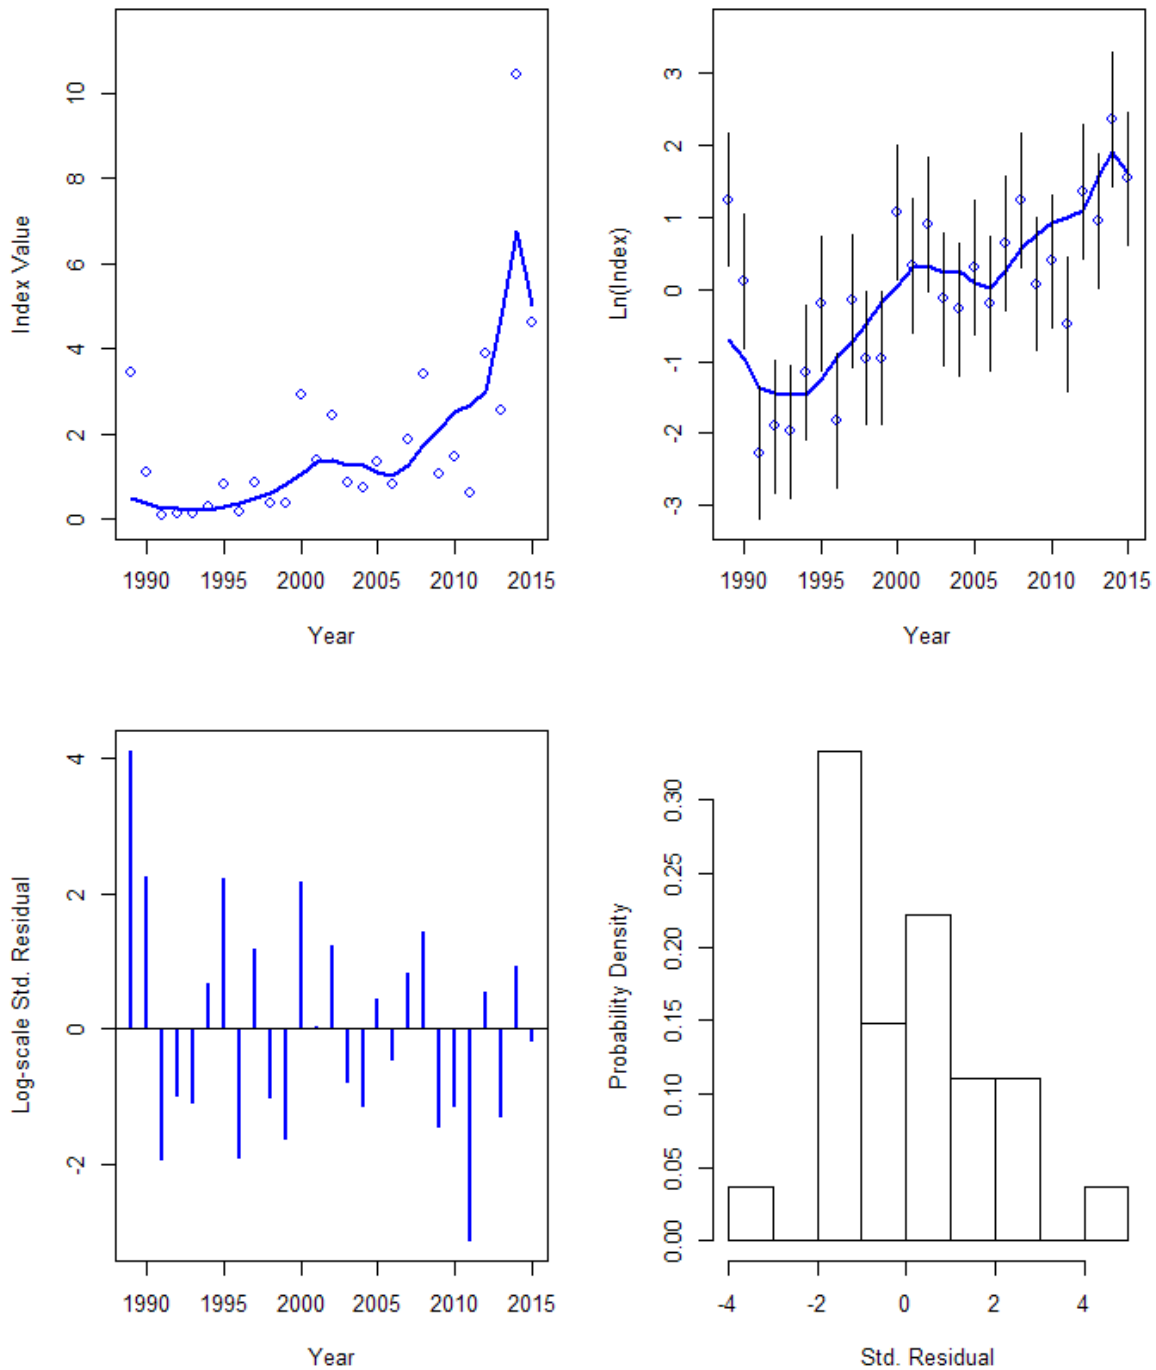 Index Value
10
8
6
4
2
0
1990 1995 2000 2005 2010 2015
Year
Ln(Index)
3
2
1
0
-1
-2
-3
1990 1995 2000 2005 2010 2015
Year
Log-scale Std. Residual
4
2
0
-2
1990 1995 2000 2005 2010 2015
Year
Probability Density
0.30
0.25
0.20
0.15
0.10
0.05
0.00
-4 -2 0 2 4
Std. Residual